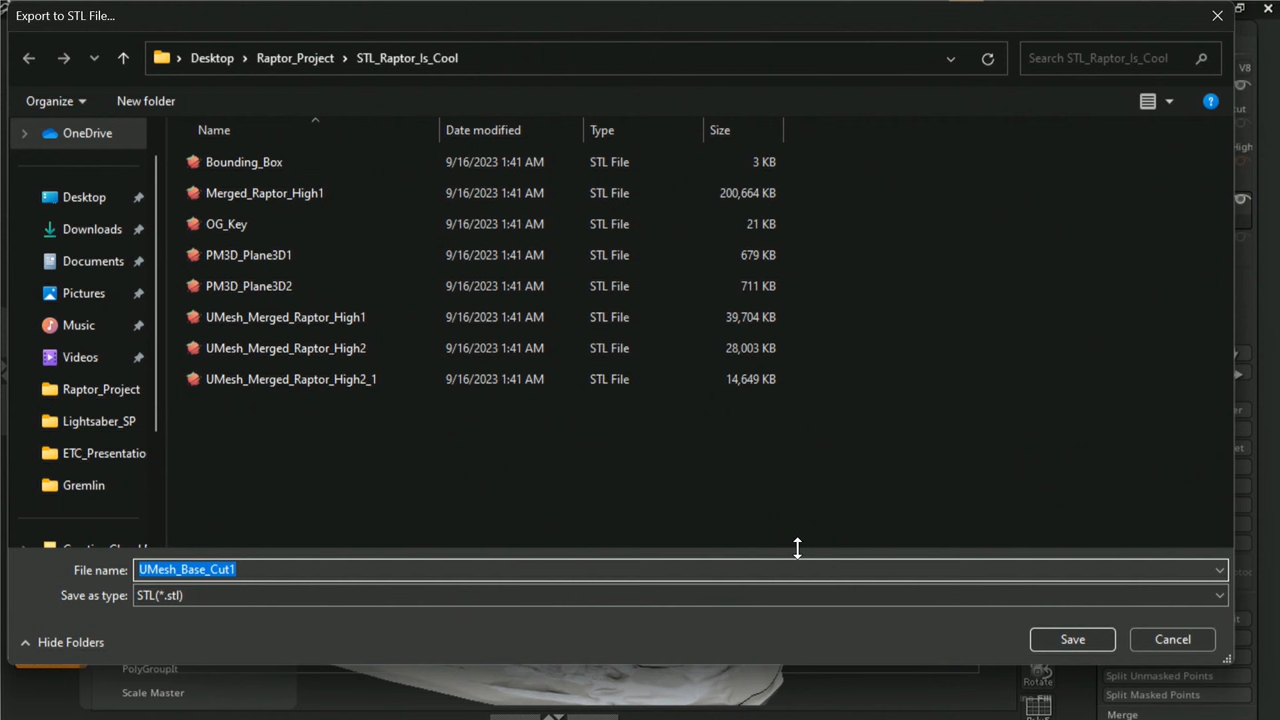 Export to STL File...
Desktop > Raptor_Project > STL_Raptor_Is_Cool
Search STL_Raptor_Is_Cool
Organize
New folder
OneDrive
Desktop
Downloads
Documents
Pictures
Music
Videos
Raptor_Project
Lightsaber_SP
ETC_Presentatio
Gremlin
Name Date modified Type Size
Bounding_Box 9/16/2023 1:41 AM STL File 3 KB
Merged_Raptor_High1 9/16/2023 1:41 AM STL File 200,664 KB
OG_Key 9/16/2023 1:41 AM STL File 21 KB
PM3D_Plane3D1 9/16/2023 1:41 AM STL File 679 KB
PM3D_Plane3D2 9/16/2023 1:41 AM STL File 711 KB
UMesh_Merged_Raptor_High1 9/16/2023 1:41 AM STL File 39,704 KB
UMesh_Merged_Raptor_High2 9/16/2023 1:41 AM STL File 28,003 KB
UMesh_Merged_Raptor_High2_1 9/16/2023 1:41 AM STL File 14,649 KB
File name: UMesh_Base_Cut1
Save as type: STL(*.stl)
Hide Folders
Save
Cancel
V8
High
PolyGroupIt
Scale Master
Rotate
Split Unmasked Points
Split Masked Points
Merge